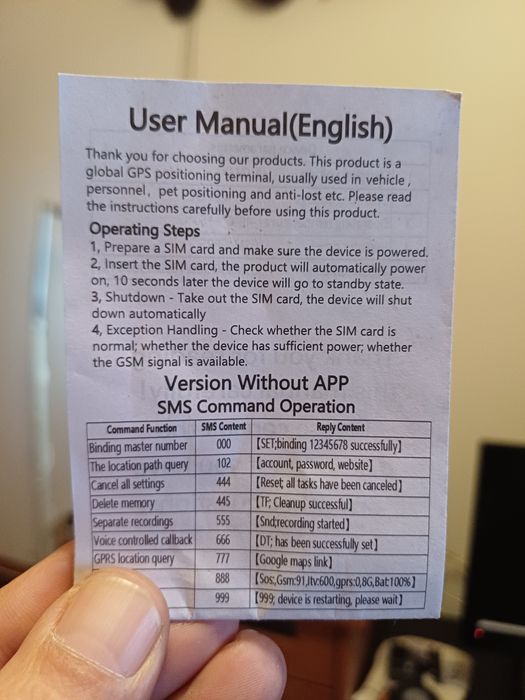 User Manual(English)
Thank you for choosing our products. This product is a
global GPS positioning terminal, usually used in vehicle,
personnel, pet positioning and anti-lost etc. Please read
the instructions carefully before using this product.
Operating Steps
1, Prepare a SIM card and make sure the device is powered.
2, Insert the SIM card, the product will automatically power
on, 10 seconds later the device will go to standby state.
3, Shutdown - Take out the SIM card, the device will shut
down automatically
4, Exception Handling - Check whether the SIM card is
normal; whether the device has sufficient power; whether
the GSM signal is available.
Version Without APP
SMS Command Operation
Command Function SMS Content Reply Content
Binding master number 000 【SET;binding 12345678 successfully】
The location path query 102 【account, password, website】
Cancel all settings 444 【Reset; all tasks have been canceled】
Delete memory 445 【TF; Cleanup successful】
Separate recordings 555 【Snd;recording started】
Voice controlled callback 666 【DT; has been successfully set】
GPRS location query 777 【Google maps link】
888 【Sos;,Gsm:91,Itv:600,gprs:0,8G,Bat:100%】
999 【999; device is restarting, please wait】